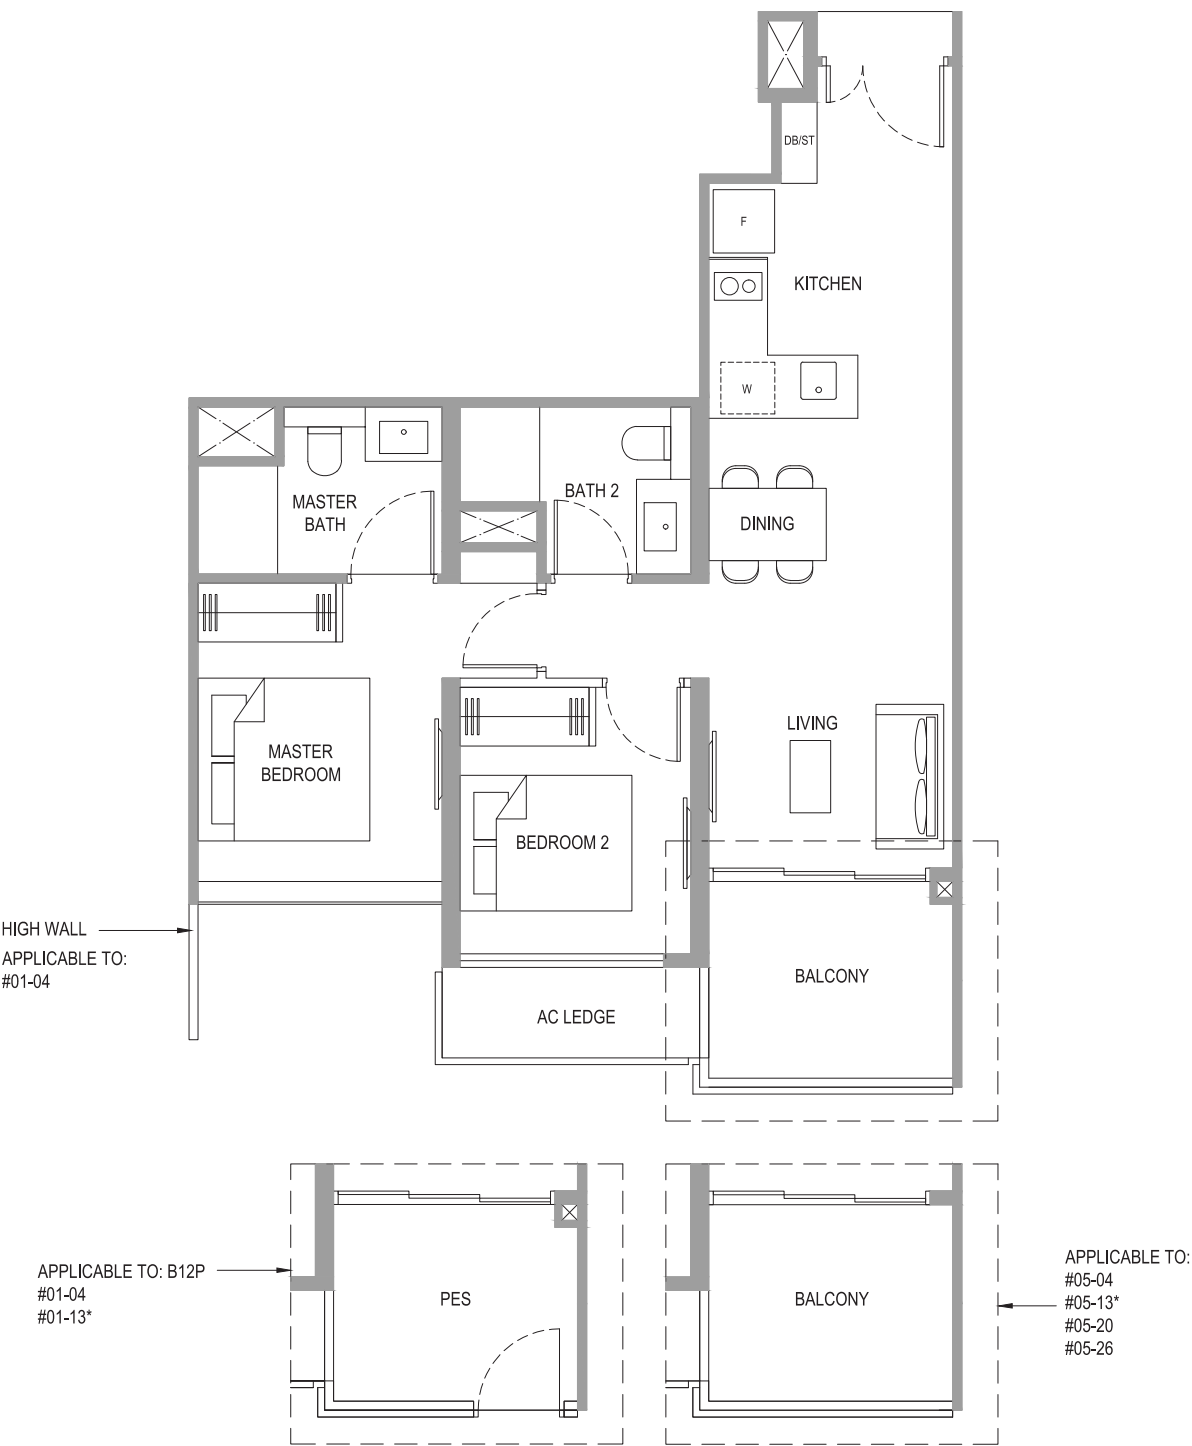 DB/ST
F
KITCHEN
W
MASTER
BATH
BATH 2
DINING
LIVING
MASTER
BEDROOM
BEDROOM 2
HIGH WALL
APPLICABLE TO:
#01-04
BALCONY
AC LEDGE
APPLICABLE TO: B12P
#01-04
#01-13*
PES
BALCONY
APPLICABLE TO:
#05-04
#05-13*
#05-20
#05-26